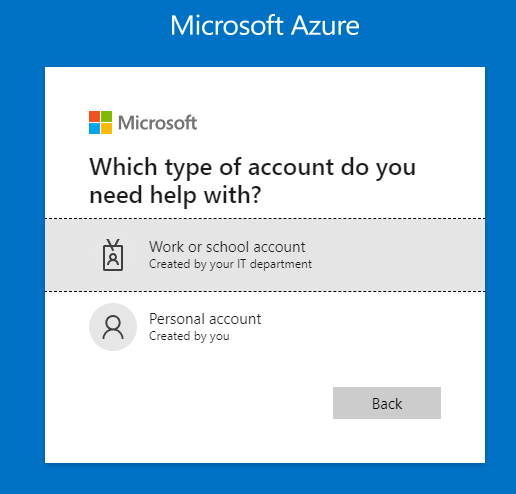 Microsoft Azure
Microsoft
Which type of account do you
need help with?
Work or school account
Created by your IT department
Personal account
Created by you
Back